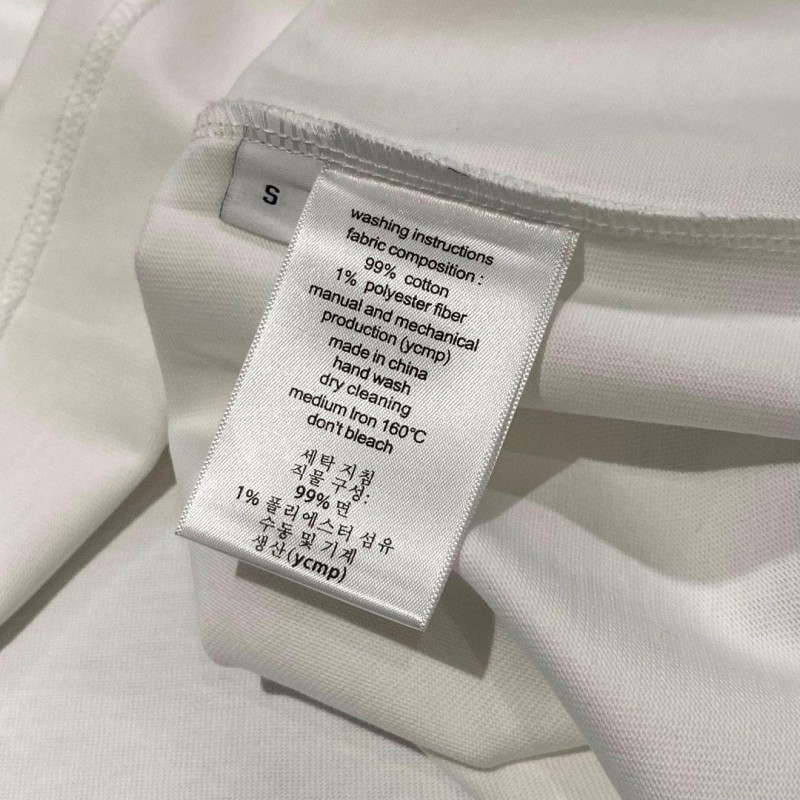 S
washing instructions
fabric composition :
99% cotton
1% polyester fiber
manual and mechanical
production (ycmp)
made in china
hand wash
dry cleaning
medium Iron 160℃
don't bleach
세탁 지침
직물 구성:
99% 면
1% 폴리에스터 섬유
수동 및 기계
생산(ycmp)